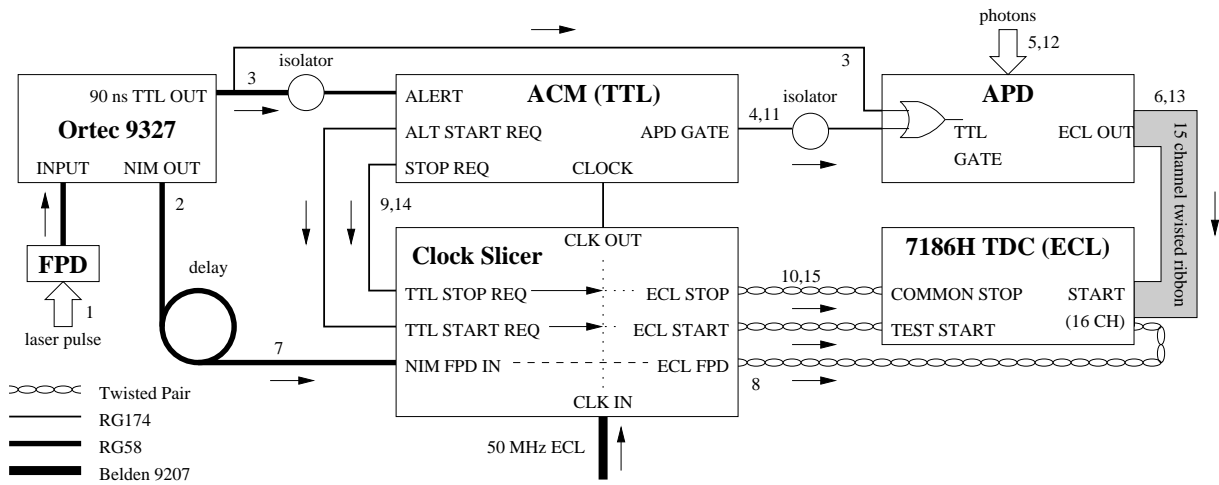 photons
5,12
isolator
3
3
6,13
90 ns TTL OUT
Ortec 9327
INPUT
NIM OUT
ALERT
ACM (TTL)
ALT START REQ
APD GATE
STOP REQ
CLOCK
4,11
isolator
APD
TTL
GATE
ECL OUT
15 channel twisted ribbon
2
9,14
FPD
1
laser pulse
delay
7
CLK OUT
Clock Slicer
TTL STOP REQ
ECL STOP
TTL START REQ
ECL START
NIM FPD IN
ECL FPD
CLK IN
10,15
8
7186H TDC (ECL)
COMMON STOP
START
TEST START
(16 CH)
50 MHz ECL
Twisted Pair
RG174
RG58
Belden 9207